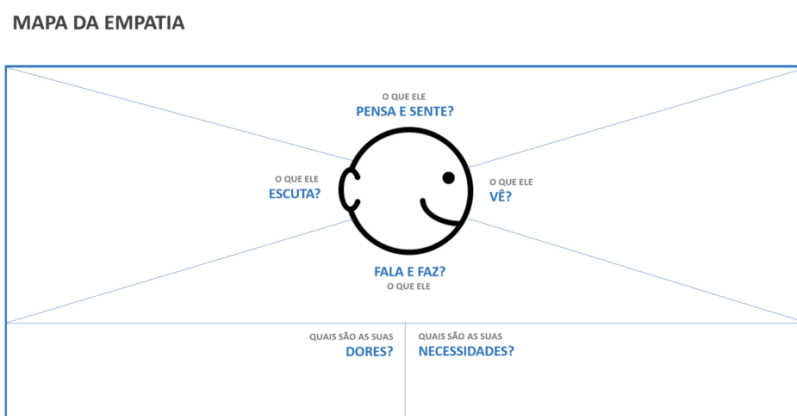 MAPA DA EMPATIA
O QUE ELE
PENSA E SENTE?
O QUE ELE
ESCUTA?
O QUE ELE
VÊ?
FALA E FAZ?
O QUE ELE
QUAIS SÃO AS SUAS
DORES?
QUAIS SÃO AS SUAS
NECESSIDADES?